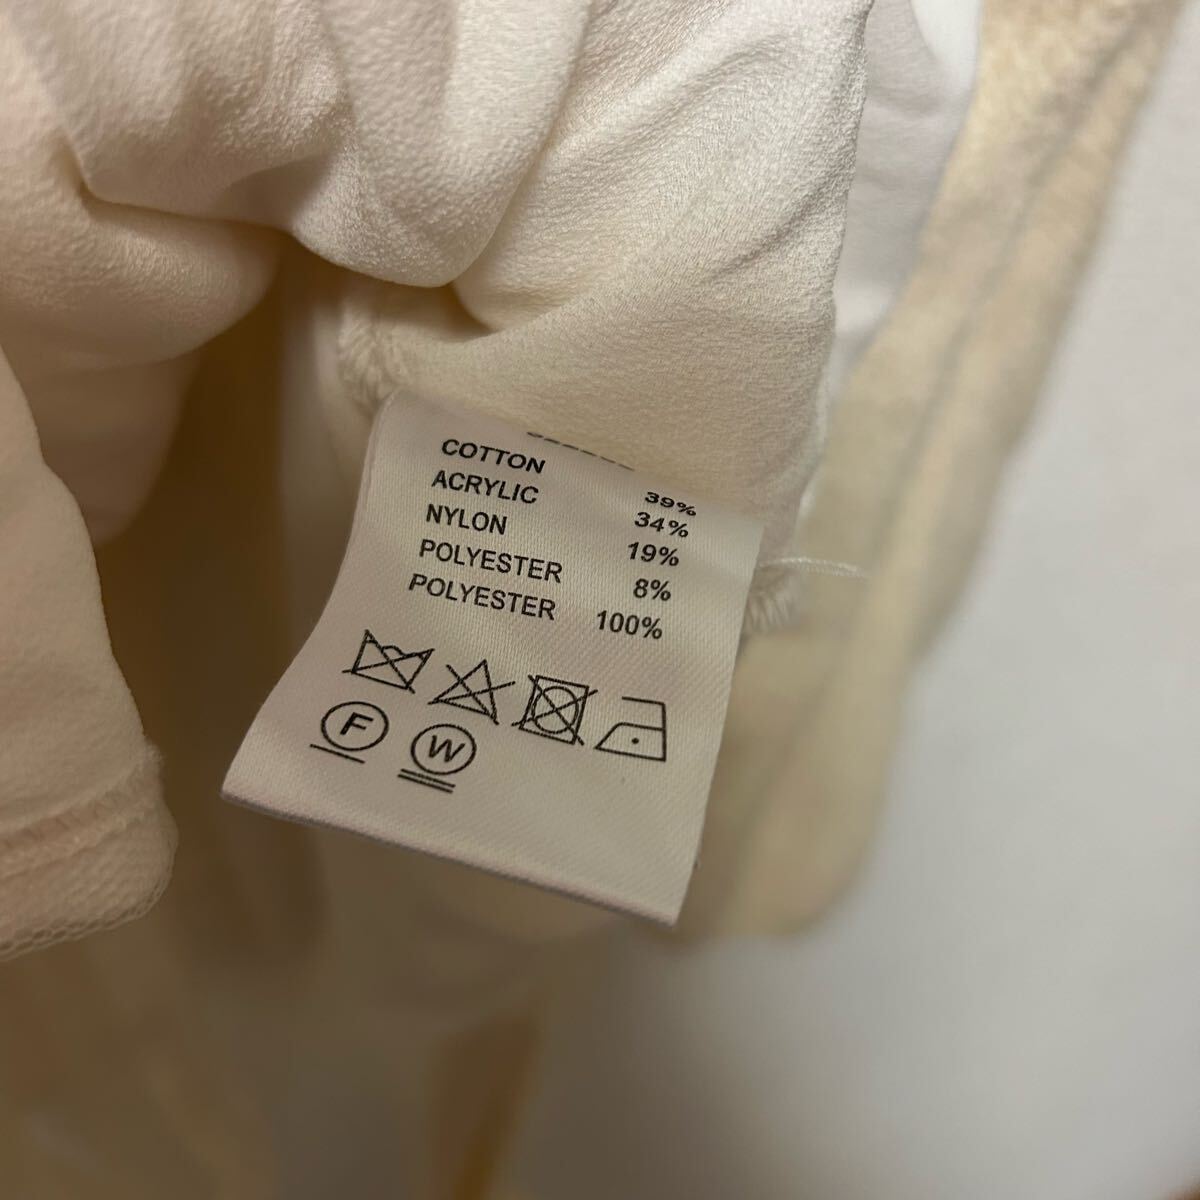 COTTON 39%
ACRYLIC 34%
NYLON 19%
POLYESTER 8%
POLYESTER 100%
F W